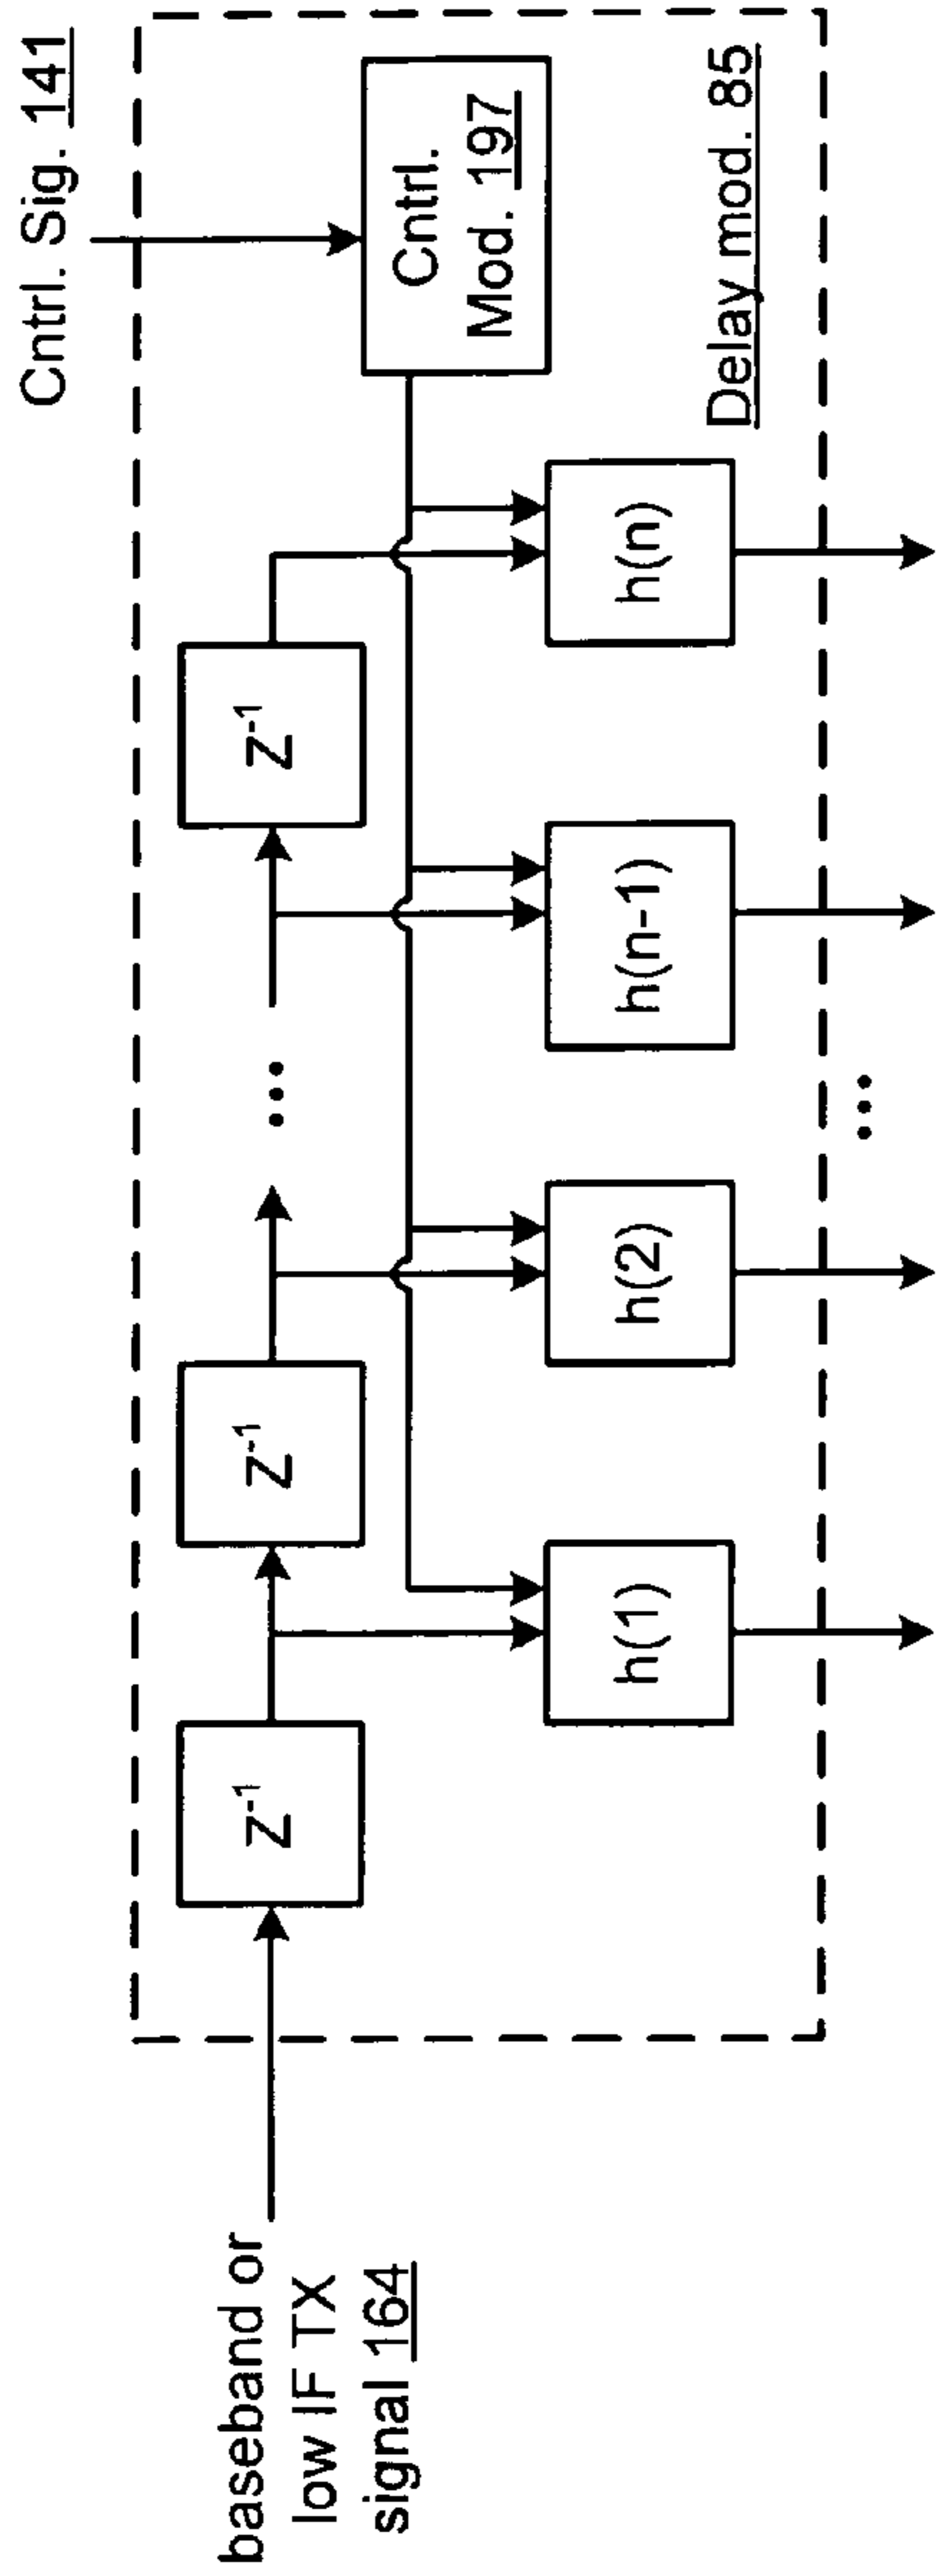 Cntrl. Sig. 141
baseband or
low IF TX
signal 164
Z-1
Z-1
...
Z-1
Cntrl.
Mod. 197
h(1)
h(2)
h(n-1)
h(n)
...
Delay mod. 85